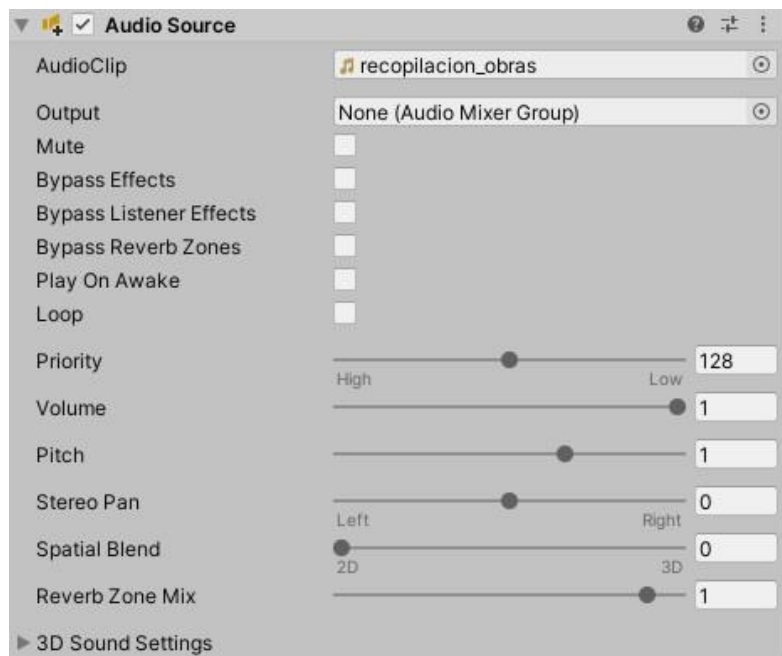 Audio Source
AudioClip recopilacion_obras
Output None (Audio Mixer Group)
Mute
Bypass Effects
Bypass Listener Effects
Bypass Reverb Zones
Play On Awake
Loop
Priority 128
High Low
Volume 1
Pitch 1
Stereo Pan 0
Left Right
Spatial Blend 0
2D 3D
Reverb Zone Mix 1
3D Sound Settings